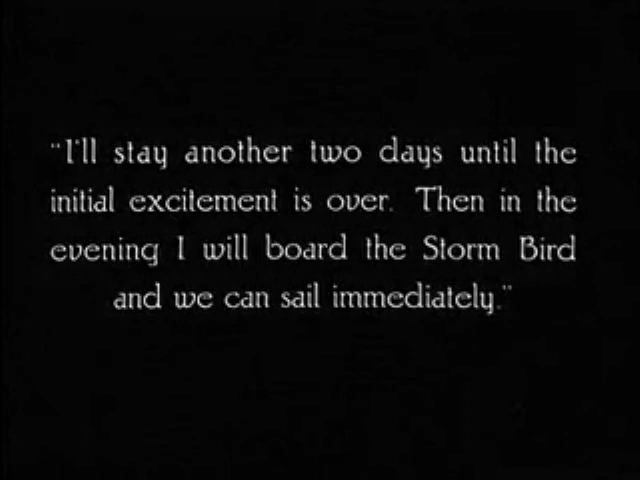 "I'll stay another two days until the
initial excitement is over. Then in the
evening I will board the Storm Bird
and we can sail immediately."